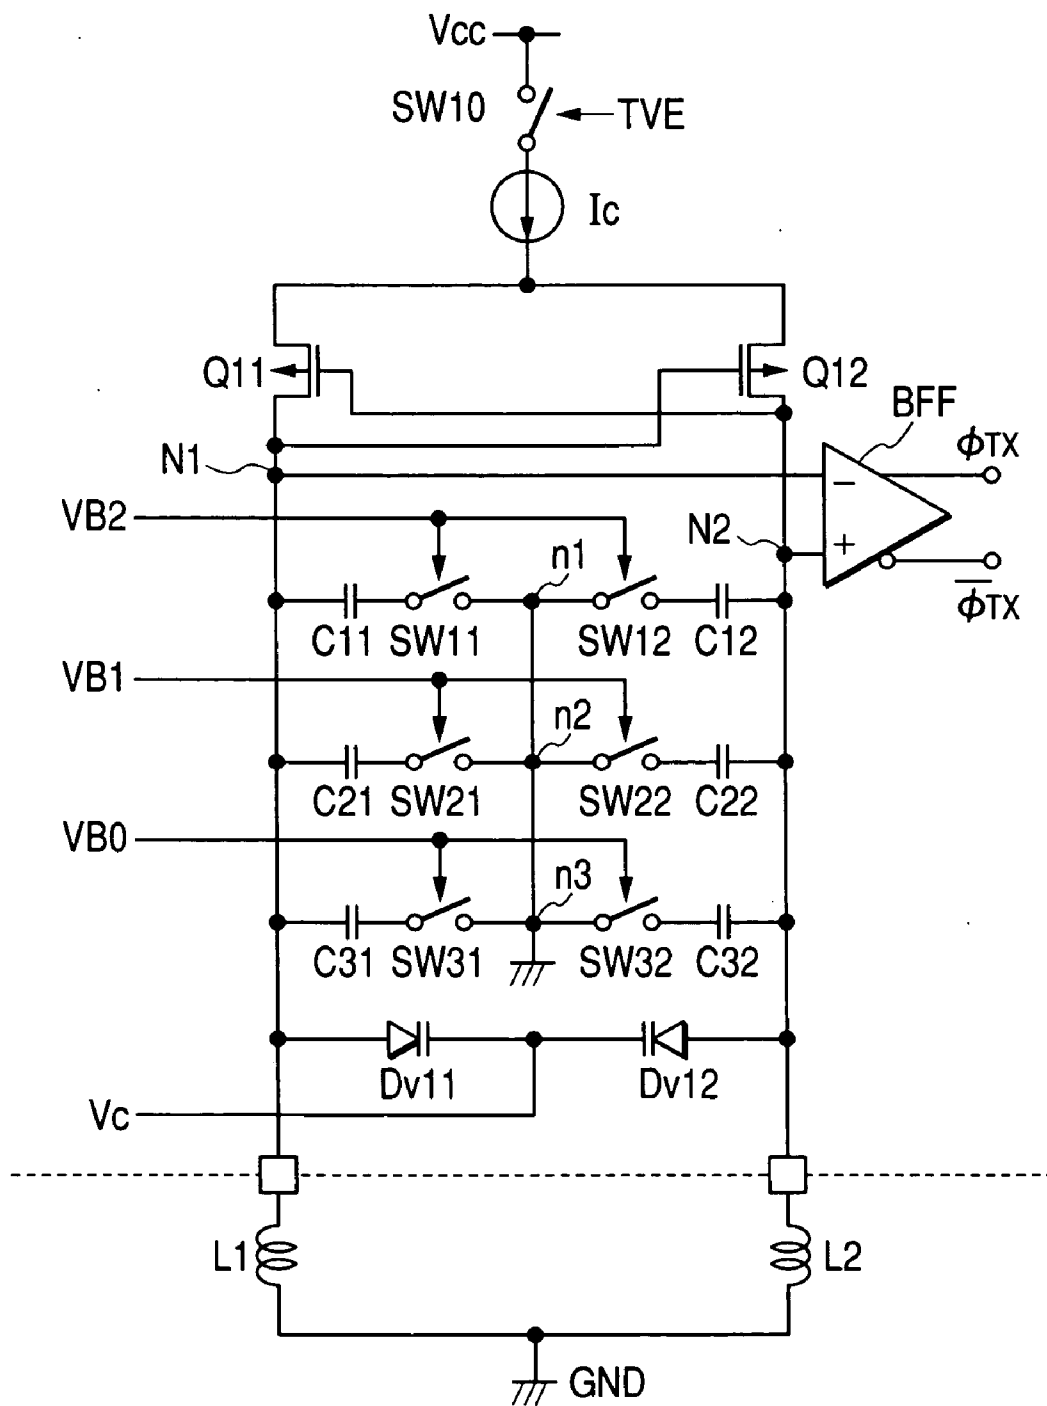 Vcc
SW10
TVE
Ic
Q11
Q12
BFF
ϕTX
N1
−
VB2
N2
+
n1
ϕ̅TX
C11 SW11
SW12 C12
VB1
n2
C21 SW21
SW22 C22
VB0
n3
C31 SW31
SW32 C32
Dv11
Dv12
Vc
L1
L2
GND